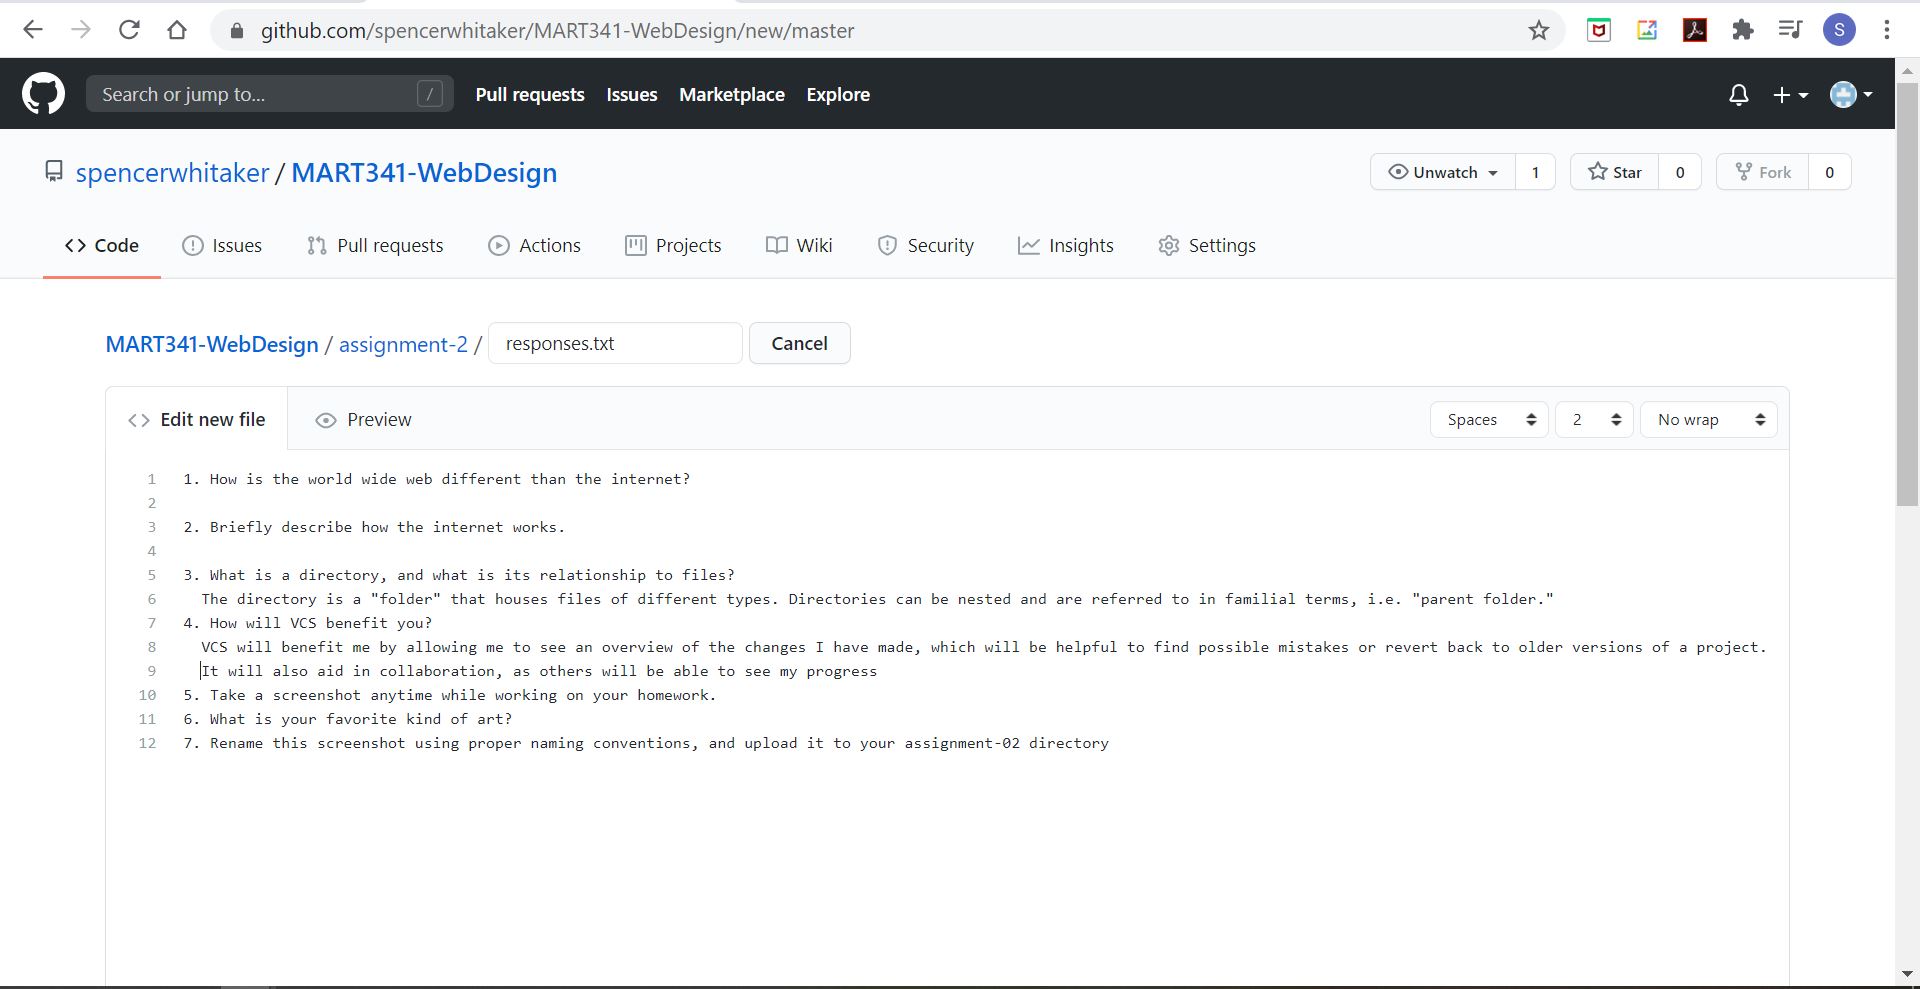 github.com/spencerwhitaker/MART341-WebDesign/new/master
S
Search or jump to...
/
Pull requests
Issues
Marketplace
Explore
spencerwhitaker / MART341-WebDesign
Unwatch 1
Star 0
Fork 0
Code
Issues
Pull requests
Actions
Projects
Wiki
Security
Insights
Settings
MART341-WebDesign / assignment-2 / responses.txt
Cancel
Edit new file
Preview
Spaces
2
No wrap
1 1. How is the world wide web different than the internet?
2
3 2. Briefly describe how the internet works.
4
5 3. What is a directory, and what is its relationship to files?
6 The directory is a "folder" that houses files of different types. Directories can be nested and are referred to in familial terms, i.e. "parent folder."
7 4. How will VCS benefit you?
8 VCS will benefit me by allowing me to see an overview of the changes I have made, which will be helpful to find possible mistakes or revert back to older versions of a project.
9 It will also aid in collaboration, as others will be able to see my progress
10 5. Take a screenshot anytime while working on your homework.
11 6. What is your favorite kind of art?
12 7. Rename this screenshot using proper naming conventions, and upload it to your assignment-02 directory